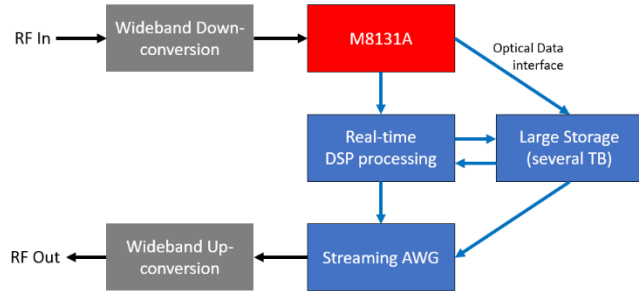 RF In
Wideband Down-
conversion
M8131A
Optical Data
interface
Real-time
DSP processing
Large Storage
(several TB)
RF Out
Wideband Up-
conversion
Streaming AWG